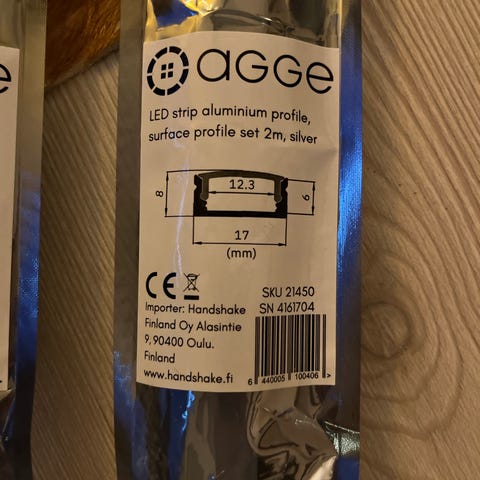 e
agge
LED strip aluminium profile,
surface profile set 2m, silver
8
12.3
6
17
(mm)
CE
SKU 21450
SN 4161704
Importer: Handshake
Finland Oy Alasintie
9, 90400 Oulu.
Finland
www.handshake.fi
6 440005 100406 >